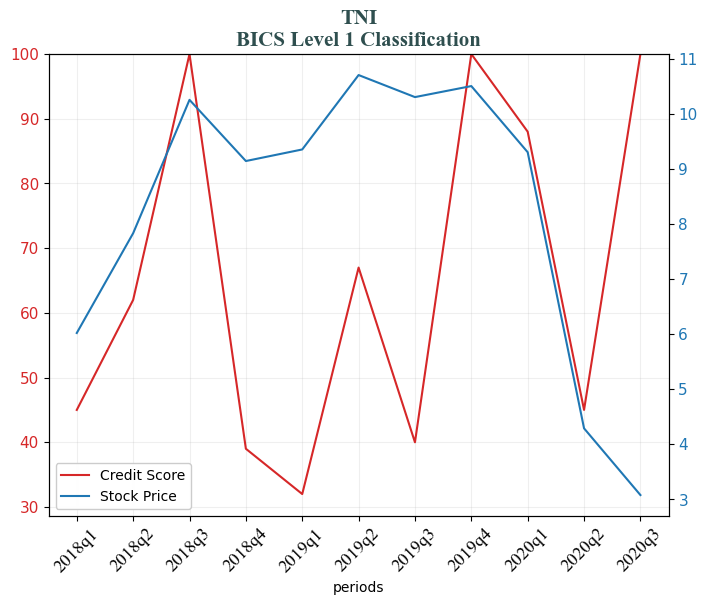 TNI
BICS Level 1 Classification
100
90
80
70
60
50
40
30
11
10
9
8
7
6
5
4
3
Credit Score
Stock Price
2018q1
2018q2
2018q3
2018q4
2019q1
2019q2
2019q3
2019q4
2020q1
2020q2
2020q3
periods